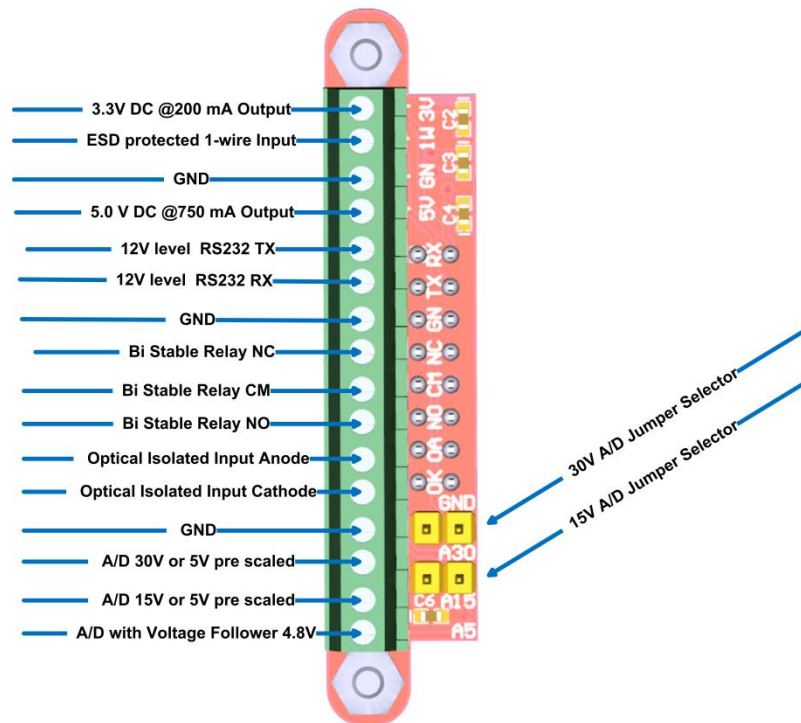 3.3V DC @200 mA Output
ESD protected 1-wire Input
GND
5.0 V DC @750 mA Output
12V level RS232 TX
12V level RS232 RX
GND
Bi Stable Relay NC
Bi Stable Relay CM
Bi Stable Relay NO
Optical Isolated Input Anode
Optical Isolated Input Cathode
GND
A/D 30V or 5V pre scaled
A/D 15V or 5V pre scaled
A/D with Voltage Follower 4.8V
3V
1W
GN
5V
C2
C3
C4
RX
TX
GN
NC
CM
NO
OA
OK
GND
A30
C6 A15
A5
30V A/D Jumper Selector
15V A/D Jumper Selector